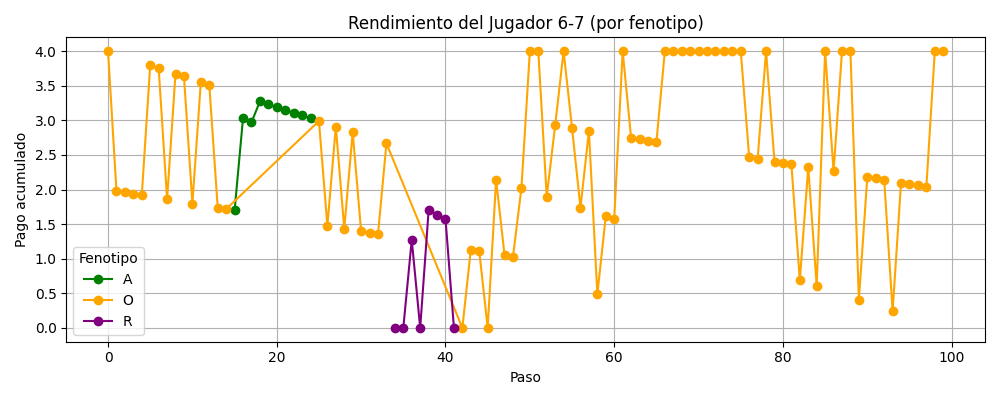 Rendimiento del Jugador 6-7 (por fenotipo)
Pago acumulado
4.0
3.5
3.0
2.5
2.0
1.5
1.0
0.5
0.0
Fenotipo
A
O
R
0 20 40 60 80 100
Paso